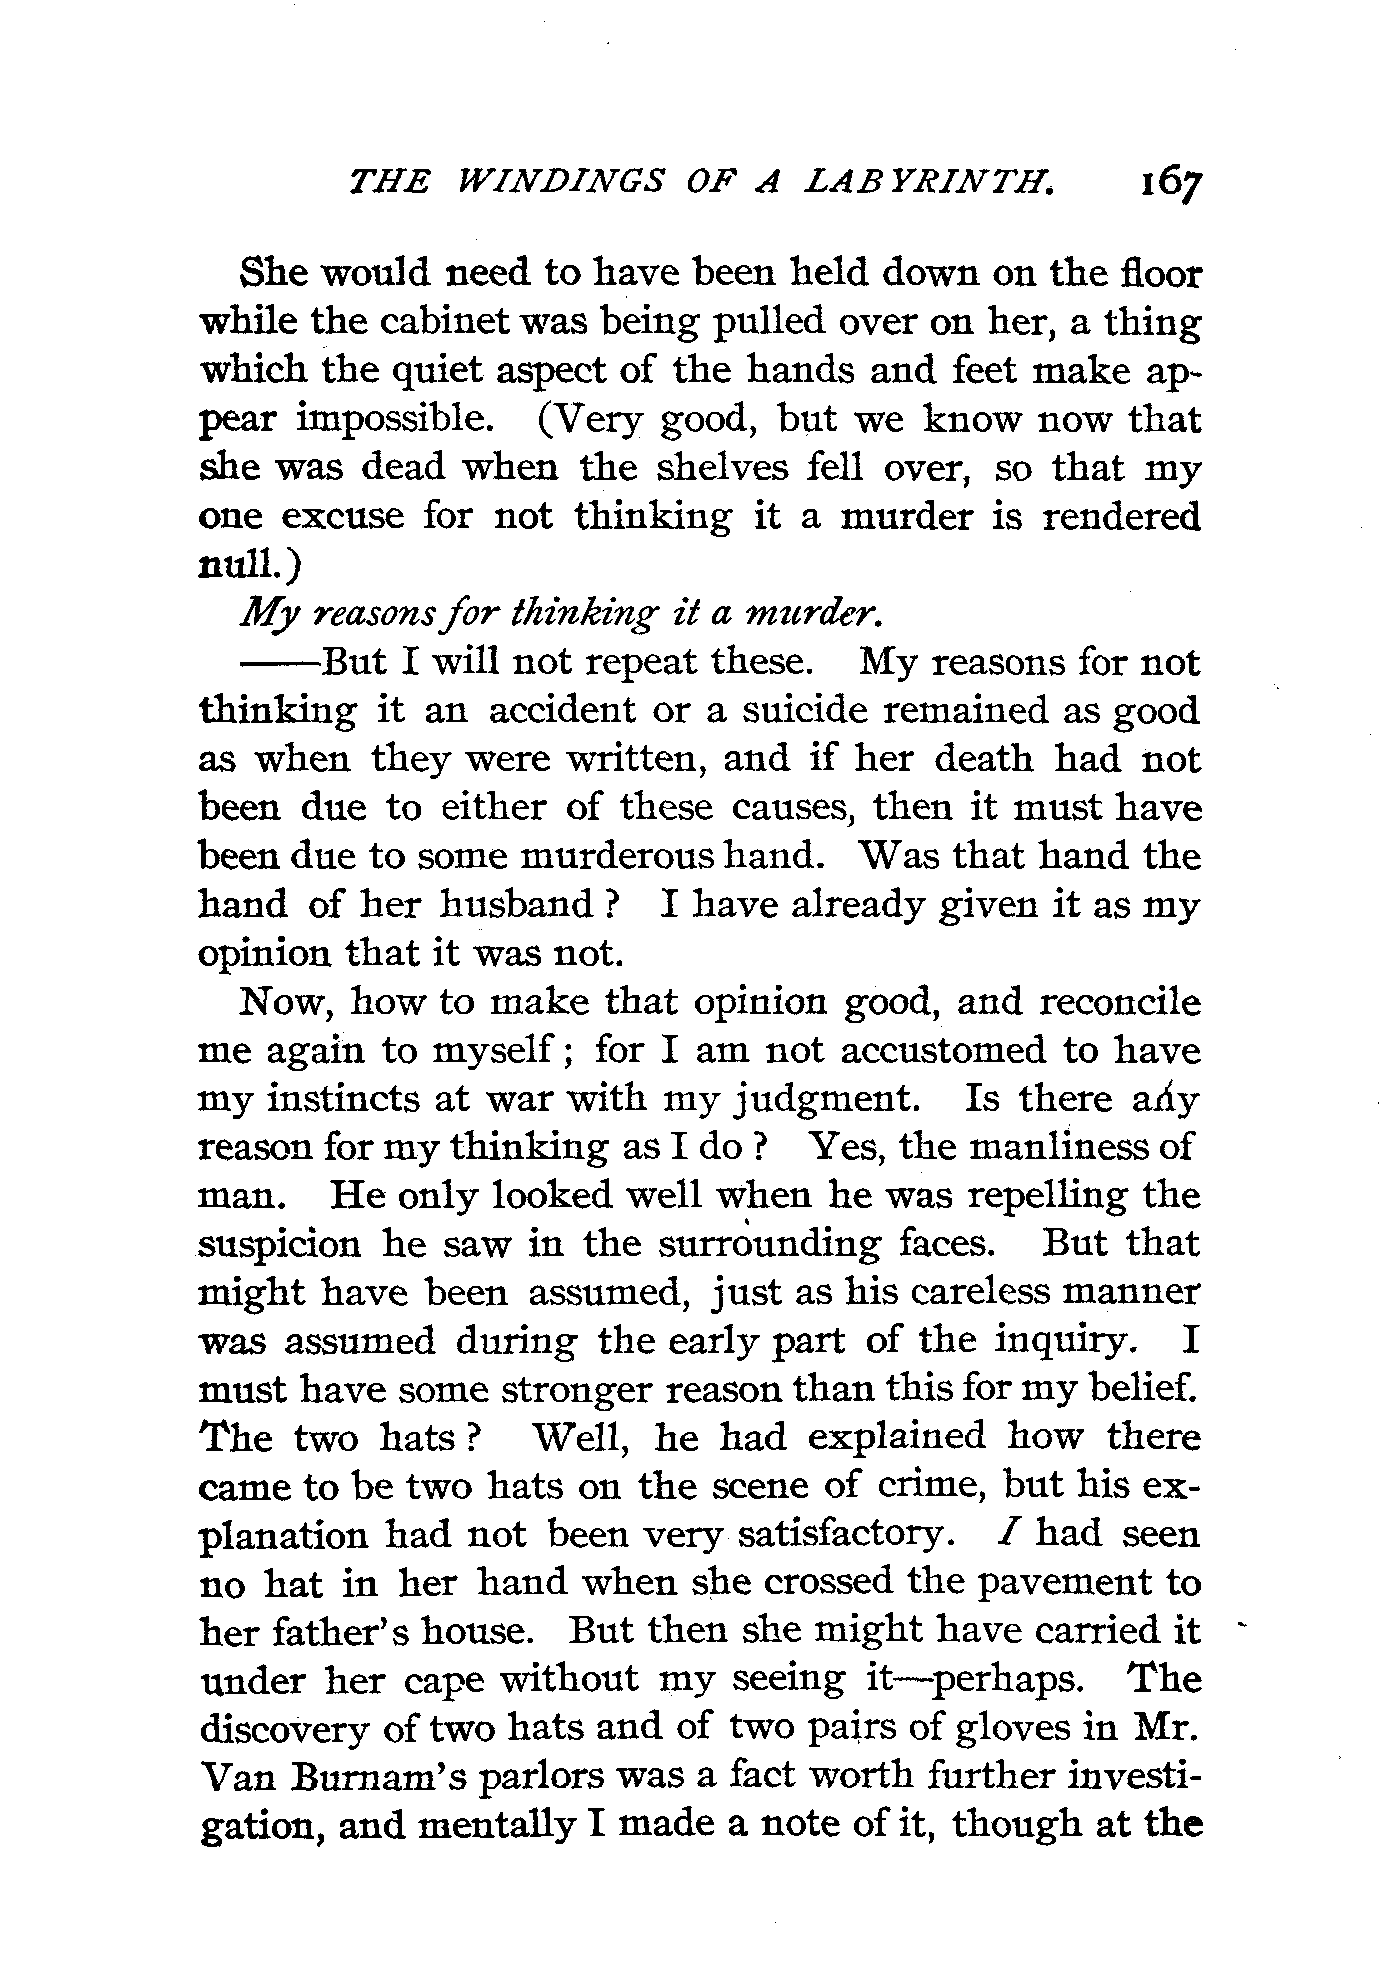 THE WINDINGS OF A LABYRINTH. 167
She would need to have been held down on the floor
while the cabinet was being pulled over on her, a thing
which the quiet aspect of the hands and feet make ap-
pear impossible. (Very good, but we know now that
she was dead when the shelves fell over, so that my
one excuse for not thinking it a murder is rendered
null.)
My reasons for thinking it a murder.
——But I will not repeat these. My reasons for not
thinking it an accident or a suicide remained as good
as when they were written, and if her death had not
been due to either of these causes, then it must have
been due to some murderous hand. Was that hand the
hand of her husband? I have already given it as my
opinion that it was not.
Now, how to make that opinion good, and reconcile
me again to myself; for I am not accustomed to have
my instincts at war with my judgment. Is there any
reason for my thinking as I do? Yes, the manliness of
man. He only looked well when he was repelling the
suspicion he saw in the surrounding faces. But that
might have been assumed, just as his careless manner
was assumed during the early part of the inquiry. I
must have some stronger reason than this for my belief.
The two hats? Well, he had explained how there
came to be two hats on the scene of crime, but his ex-
planation had not been very satisfactory. I had seen
no hat in her hand when she crossed the pavement to
her father's house. But then she might have carried it
under her cape without my seeing it—perhaps. The
discovery of two hats and of two pairs of gloves in Mr.
Van Burnam's parlors was a fact worth further investi-
gation, and mentally I made a note of it, though at the